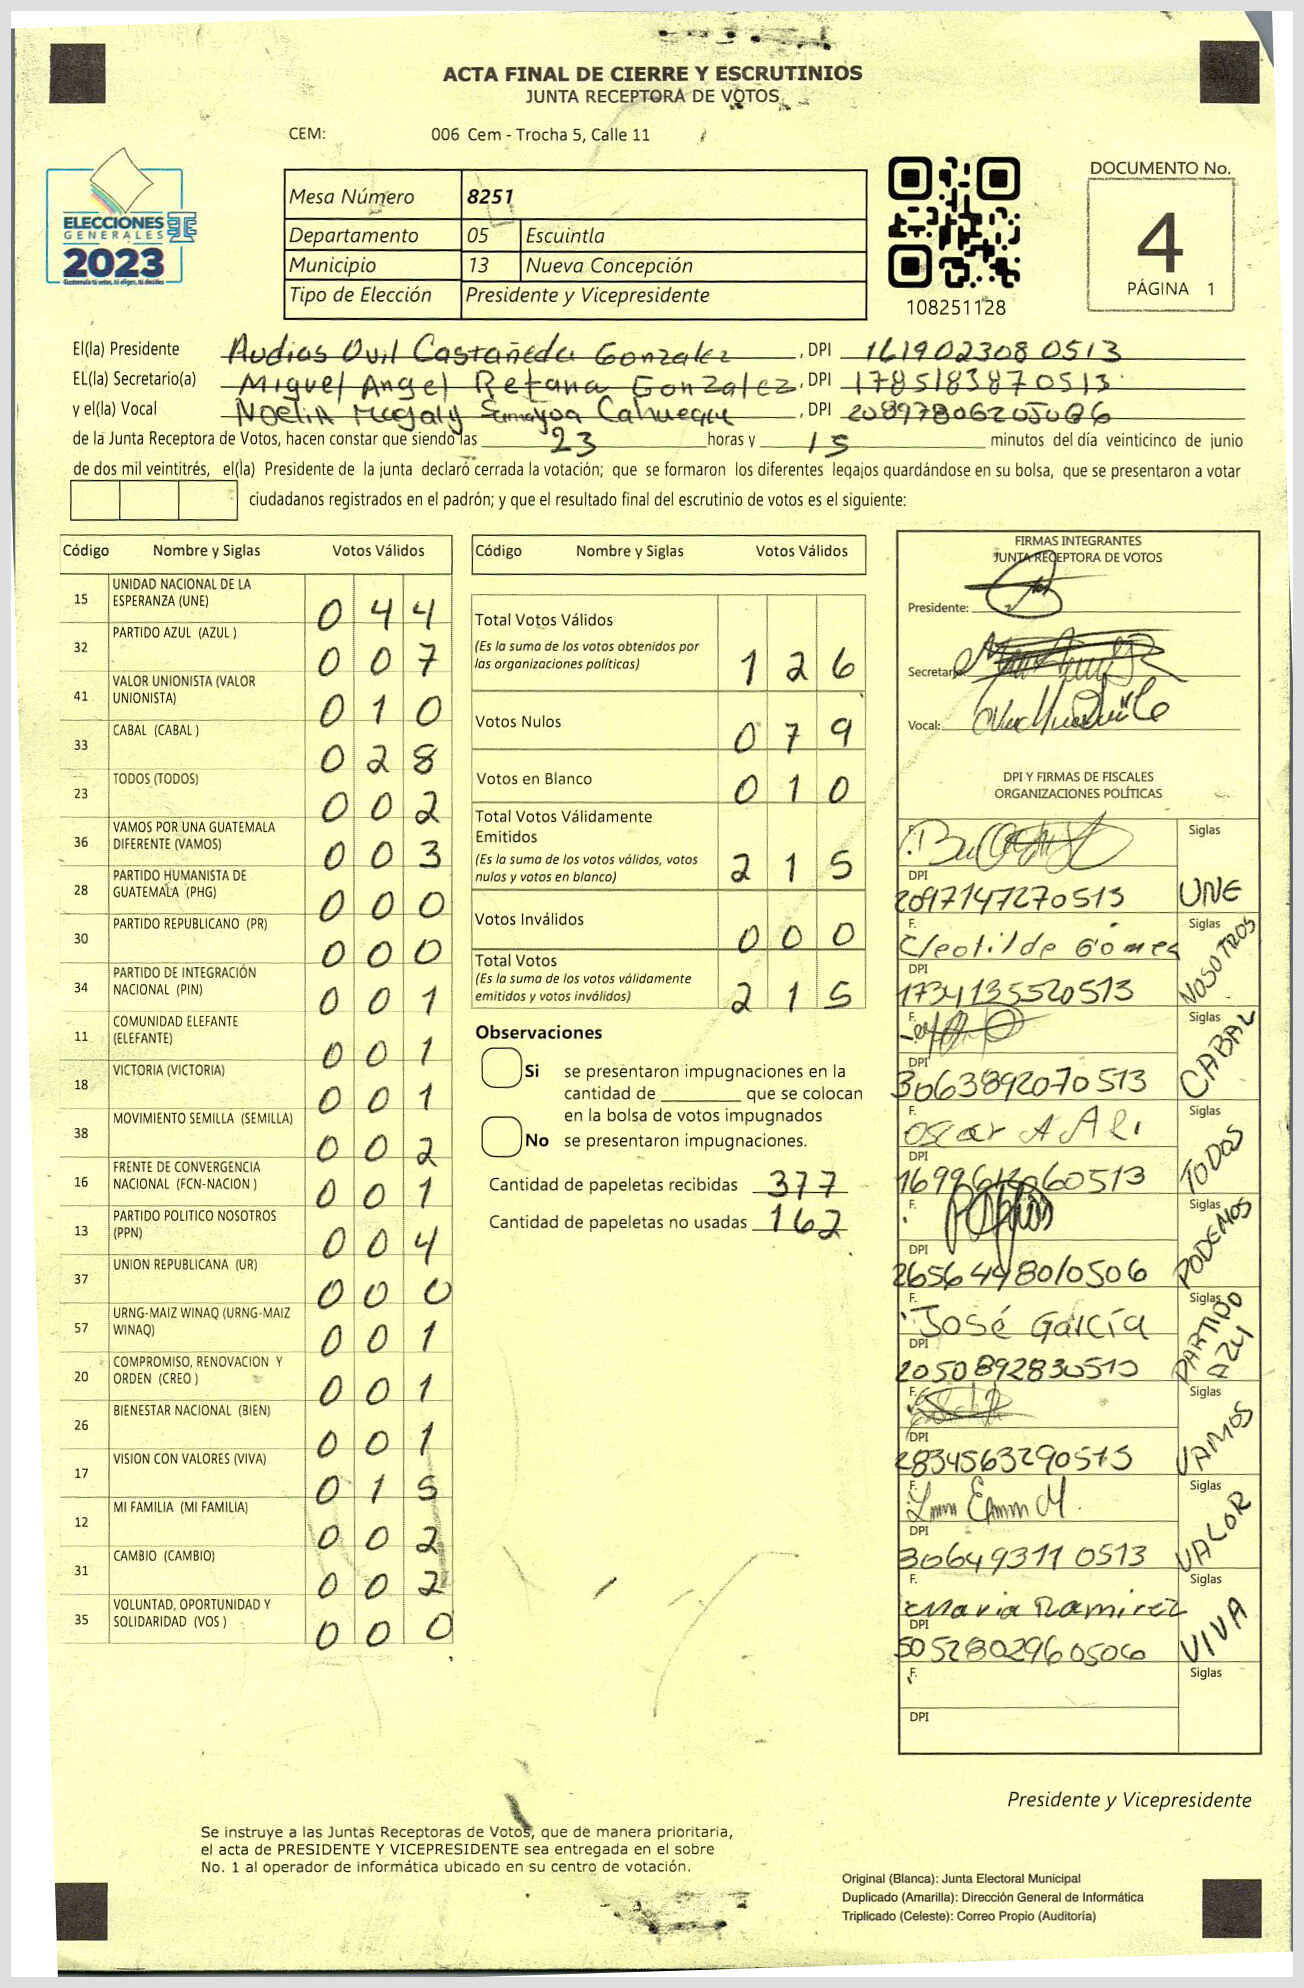 ACTA FINAL DE CIERRE Y ESCRUTINIOS
JUNTA RECEPTORA DE VOTOS
CEM: 006 Cem - Trocha 5, Calle 11
ELECCIONES
GENERALES
2023
Guatemala tú votas, tú eliges, tú decides
Mesa Número 8251
Departamento 05 Escuintla
Municipio 13 Nueva Concepción
Tipo de Elección Presidente y Vicepresidente
108251128
DOCUMENTO No.
4
PÁGINA 1
El(la) Presidente Audias Ovil Castañeda Gonzalez, DPI 1619023080513
EL(la) Secretario(a) Miguel Angel Retana Gonzalez, DPI 1785183870513
y el(la) Vocal Noelia Magaly Samayoa Cahueque, DPI
de la Junta Receptora de Votos, hacen constar que siendo las 23 horas y 15 minutos del día veinticinco de junio
de dos mil veintitrés, el(la) Presidente de la junta declaró cerrada la votación; que se formaron los diferentes legajos quardándose en su bolsa, que se presentaron a votar
ciudadanos registrados en el padrón; y que el resultado final del escrutinio de votos es el siguiente:
Código Nombre y Siglas Votos Válidos
15 UNIDAD NACIONAL DE LA ESPERANZA (UNE) 0 4 4
32 PARTIDO AZUL (AZUL ) 0 0 7
41 VALOR UNIONISTA (VALOR UNIONISTA) 0 1 0
33 CABAL (CABAL ) 0 2 8
23 TODOS (TODOS) 0 0 2
36 VAMOS POR UNA GUATEMALA DIFERENTE (VAMOS) 0 0 3
28 PARTIDO HUMANISTA DE GUATEMALA (PHG) 0 0 0
30 PARTIDO REPUBLICANO (PR) 0 0 0
34 PARTIDO DE INTEGRACIÓN NACIONAL (PIN) 0 0 1
11 COMUNIDAD ELEFANTE (ELEFANTE) 0 0 1
18 VICTORIA (VICTORIA) 0 0 1
38 MOVIMIENTO SEMILLA (SEMILLA) 0 0 2
16 FRENTE DE CONVERGENCIA NACIONAL (FCN-NACION ) 0 0 1
13 PARTIDO POLITICO NOSOTROS (PPN) 0 0 4
37 UNION REPUBLICANA (UR) 0 0 0
57 URNG-MAIZ WINAQ (URNG-MAIZ WINAQ) 0 0 1
20 COMPROMISO, RENOVACION Y ORDEN (CREO ) 0 0 1
26 BIENESTAR NACIONAL (BIEN) 0 0 1
17 VISION CON VALORES (VIVA) 0 1 5
12 MI FAMILIA (MI FAMILIA) 0 0 2
31 CAMBIO (CAMBIO) 0 0 2
35 VOLUNTAD, OPORTUNIDAD Y SOLIDARIDAD (VOS ) 0 0 0
Código Nombre y Siglas Votos Válidos
Total Votos Válidos
(Es la suma de los votos obtenidos por
las organizaciones políticas) 1 2 6
Votos Nulos 0 7 9
Votos en Blanco 0 1 0
Total Votos Válidamente
Emitidos
(Es la suma de los votos válidos, votos
nulos y votos en blanco) 2 1 5
Votos Inválidos 0 0 0
Total Votos
(Es la suma de los votos válidamente
emitidos y votos inválidos) 2 1 5
Observaciones
Si se presentaron impugnaciones en la
cantidad de ________ que se colocan
en la bolsa de votos impugnados
No se presentaron impugnaciones.
Cantidad de papeletas recibidas 377
Cantidad de papeletas no usadas 162
FIRMAS INTEGRANTES
JUNTA RECEPTORA DE VOTOS
Presidente:
Secretario:
Vocal:
DPI Y FIRMAS DE FISCALES
ORGANIZACIONES POLÍTICAS
F. Siglas
DPI
2097147270513 UNE
F. Cleotilde Gómez Siglas
DPI
1734135520513 NOSOTROS
F. Siglas
DPI
3063892070513 CABAL
F. Oscar Siglas
DPI
TODOS
F. Siglas
DPI
26564498010506 PODEMOS
F. José García Siglas
DPI
2050892830513 PARTIDO AZUL
F. Siglas
DPI
2834563290513 VAMOS
F. Siglas
DPI
3064993110513 VALOR
F. Maria Ramirez Siglas
DPI
5052802960506 VIVA
F. Siglas
DPI
Presidente y Vicepresidente
Se instruye a las Juntas Receptoras de Votos, que de manera prioritaria,
el acta de PRESIDENTE Y VICEPRESIDENTE sea entregada en el sobre
No. 1 al operador de informática ubicado en su centro de votación.
Original (Blanca): Junta Electoral Municipal
Duplicado (Amarilla): Dirección General de Informática
Triplicado (Celeste): Correo Propio (Auditoría)